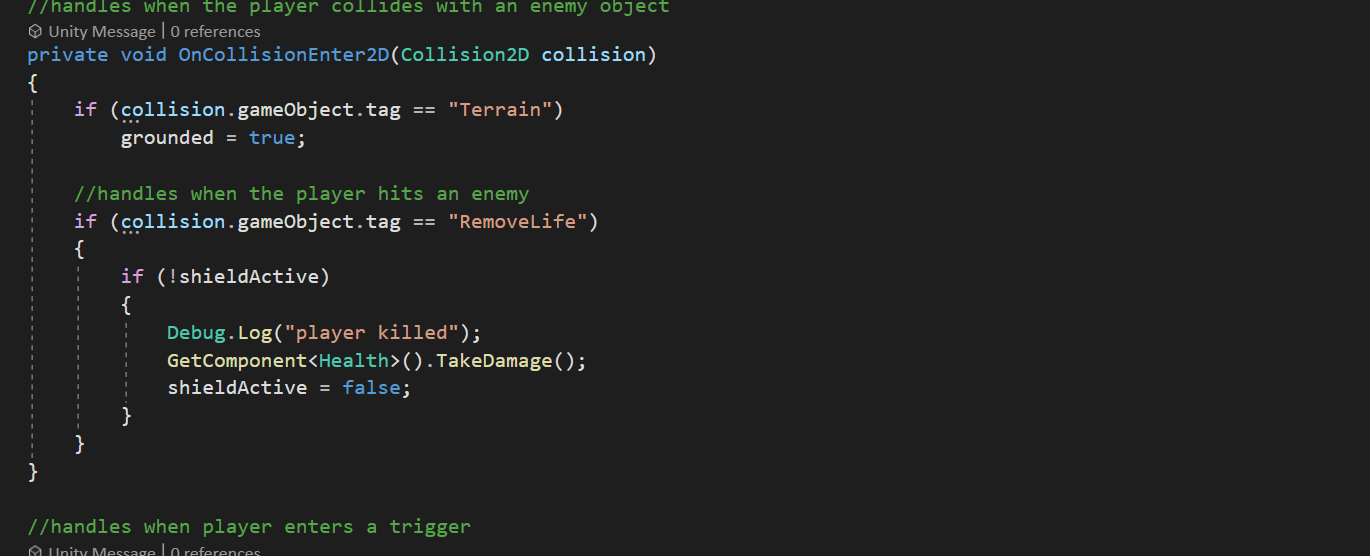 //handles when the player collides with an enemy object
Unity Message | 0 references
private void OnCollisionEnter2D(Collision2D collision)
{
if (collision.gameObject.tag == "Terrain")
grounded = true;
//handles when the player hits an enemy
if (collision.gameObject.tag == "RemoveLife")
{
if (!shieldActive)
{
Debug.Log("player killed");
GetComponent<Health>().TakeDamage();
shieldActive = false;
}
}
}
//handles when player enters a trigger
Unity Message | 0 references